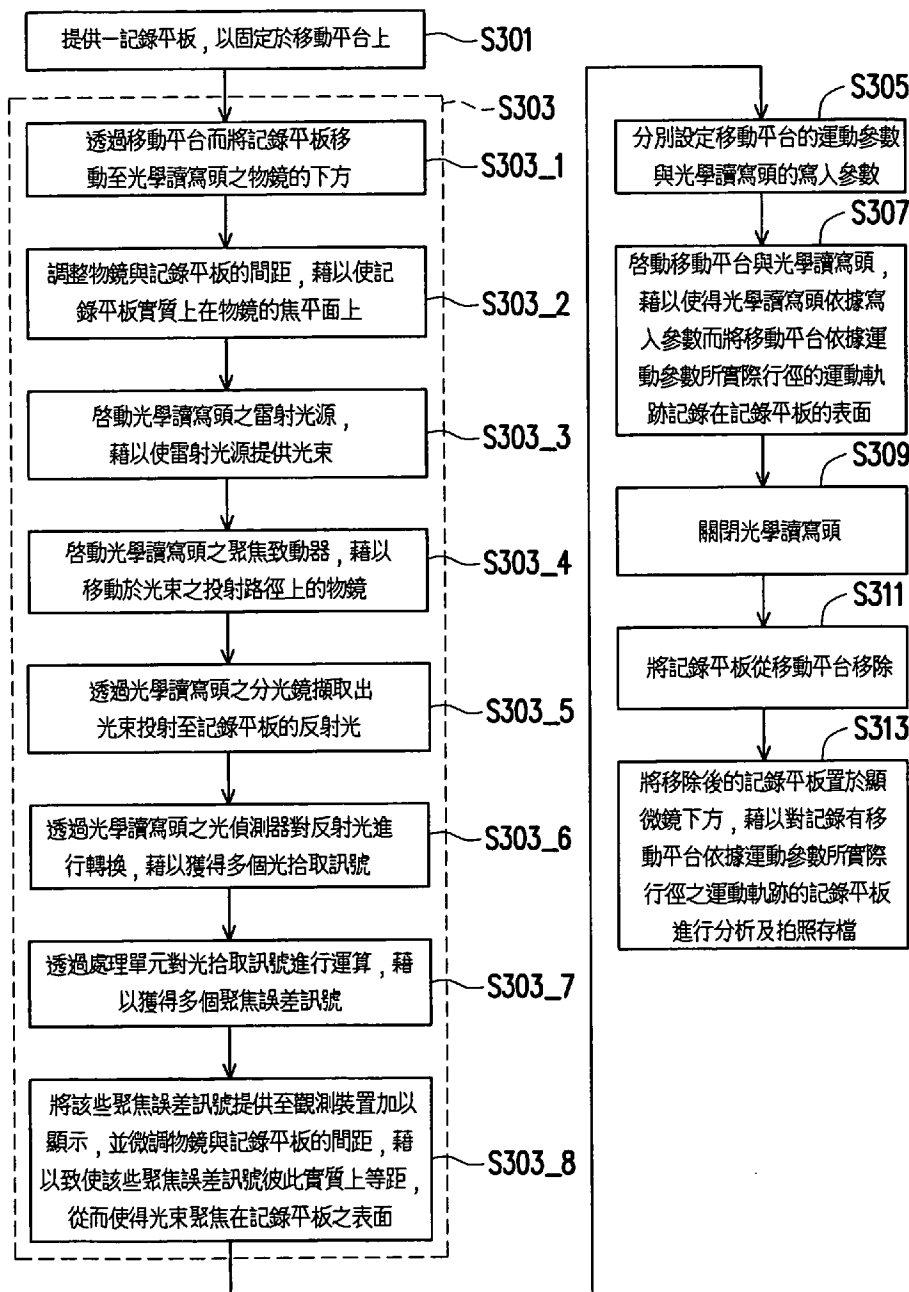 提供一記錄平板，以固定於移動平台上
S301
S303
透過移動平台而將記錄平板移
動至光學讀寫頭之物鏡的下方
S303_1
調整物鏡與記錄平板的間距，藉以使記
錄平板實質上在物鏡的焦平面上
S303_2
啓動光學讀寫頭之雷射光源，
藉以使雷射光源提供光束
S303_3
啓動光學讀寫頭之聚焦致動器，藉以
移動於光束之投射路徑上的物鏡
S303_4
透過光學讀寫頭之分光鏡擷取出
光束投射至記錄平板的反射光
S303_5
透過光學讀寫頭之光偵測器對反射光進
行轉換，藉以獲得多個光拾取訊號
S303_6
透過處理單元對光拾取訊號進行運算，藉
以獲得多個聚焦誤差訊號
S303_7
將該些聚焦誤差訊號提供至觀測裝置加以
顯示，並微調物鏡與記錄平板的間距，藉
以致使該些聚焦誤差訊號彼此實質上等距，
從而使得光束聚焦在記錄平板之表面
S303_8
S305
分別設定移動平台的運動參數
與光學讀寫頭的寫入參數
S307
啓動移動平台與光學讀寫頭，
藉以使得光學讀寫頭依據寫
入參數而將移動平台依據運
動參數所實際行徑的運動軌
跡記錄在記錄平板的表面
S309
關閉光學讀寫頭
S311
將記錄平板從移動平台移除
S313
將移除後的記錄平板置於顯
微鏡下方，藉以對記錄有移
動平台依據運動參數所實際
行徑之運動軌跡的記錄平板
進行分析及拍照存檔